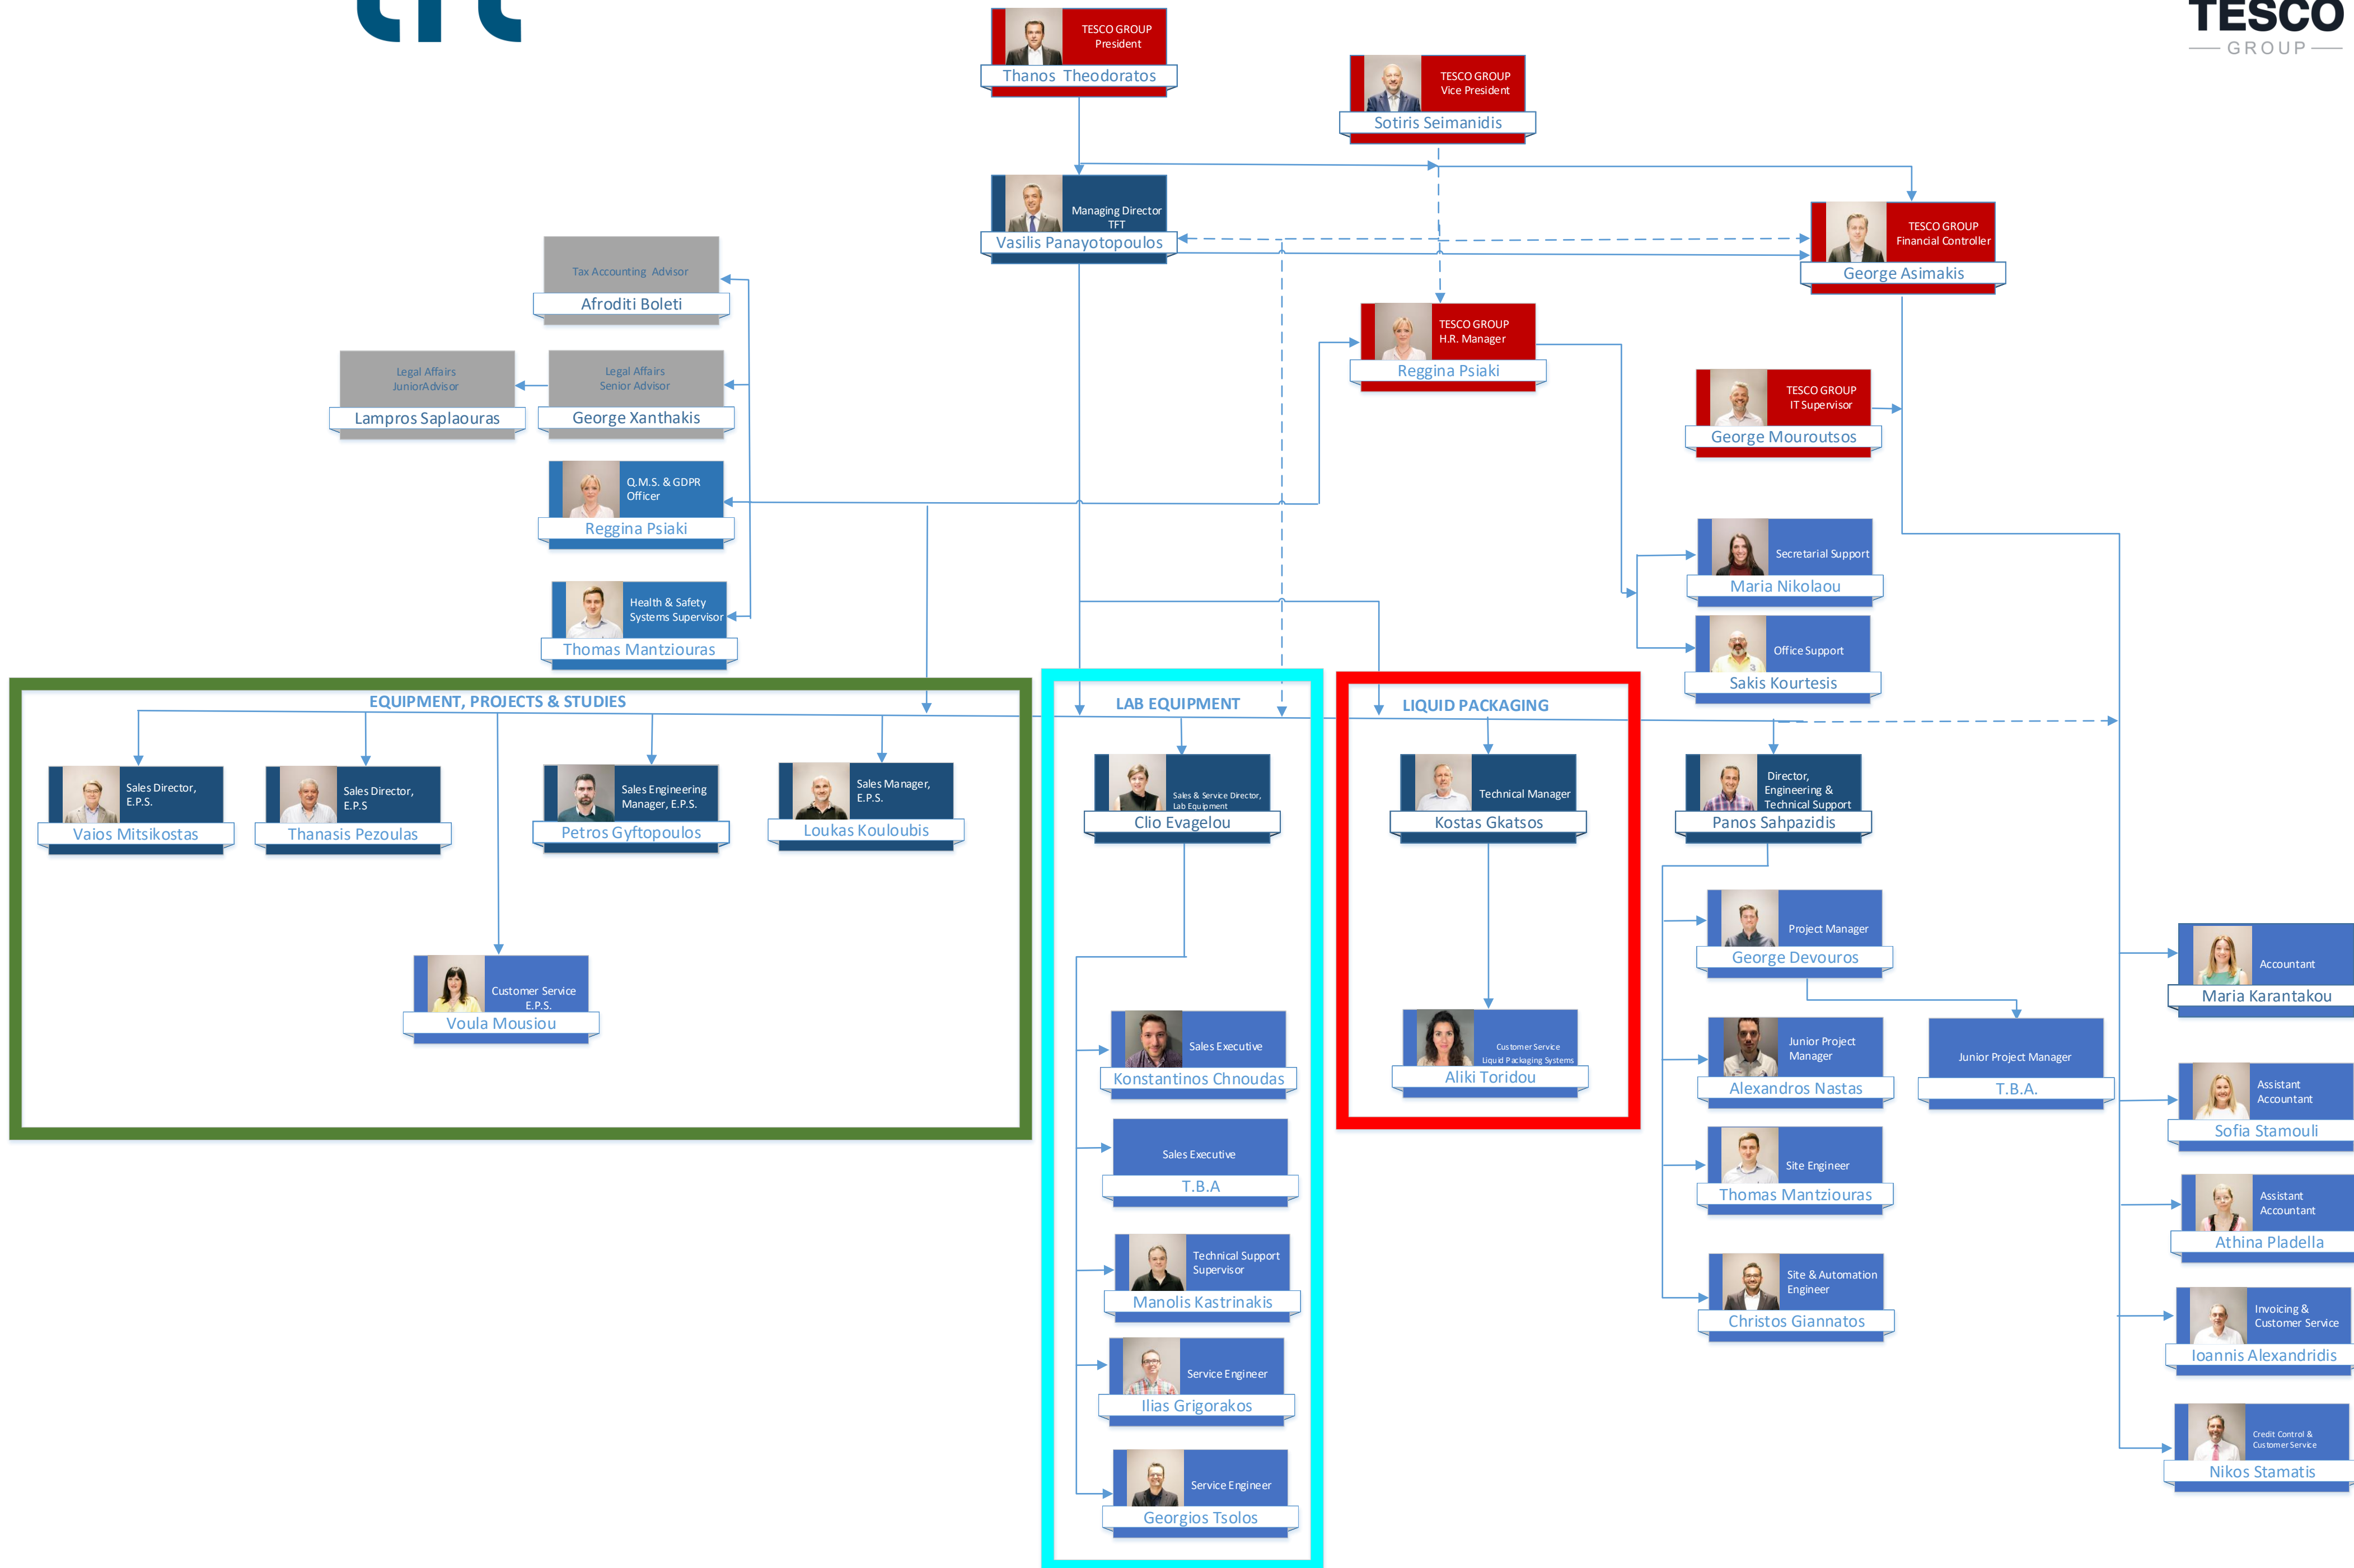 tft
TESCO
GROUP
TESCO GROUP
President
Thanos Theodoratos
TESCO GROUP
Vice President
Sotiris Seimanidis
Managing Director
TFT
Vasilis Panayotopoulos
TESCO GROUP
Financial Controller
George Asimakis
Tax Accounting Advisor
Afroditi Boleti
TESCO GROUP
H.R. Manager
Reggina Psiaki
Legal Affairs
JuniorAdvisor
Lampros Saplaouras
Legal Affairs
Senior Advisor
George Xanthakis
TESCO GROUP
IT Supervisor
George Mouroutsos
Q.M.S. & GDPR
Officer
Reggina Psiaki
Secretarial Support
Maria Nikolaou
Health & Safety
Systems Supervisor
Thomas Mantziouras
Office Support
Sakis Kourtesis
EQUIPMENT, PROJECTS & STUDIES
LAB EQUIPMENT
LIQUID PACKAGING
Sales Director,
E.P.S.
Vaios Mitsikostas
Sales Director,
E.P.S
Thanasis Pezoulas
Sales Engineering
Manager, E.P.S.
Petros Gyftopoulos
Sales Manager,
E.P.S.
Loukas Kouloubis
Sales & Service Director,
Lab Equipment
Clio Evagelou
Technical Manager
Kostas Gkatsos
Director,
Engineering &
Technical Support
Panos Sahpazidis
Customer Service
E.P.S.
Voula Mousiou
Project Manager
George Devouros
Accountant
Maria Karantakou
Sales Executive
Konstantinos Chnoudas
Customer Service
Liquid Packaging Systems
Aliki Toridou
Junior Project
Manager
Alexandros Nastas
Junior Project Manager
T.B.A.
Assistant
Accountant
Sofia Stamouli
Sales Executive
T.B.A
Site Engineer
Thomas Mantziouras
Assistant
Accountant
Athina Pladella
Technical Support
Supervisor
Manolis Kastrinakis
Site & Automation
Engineer
Christos Giannatos
Invoicing &
Customer Service
Ioannis Alexandridis
Service Engineer
Ilias Grigorakos
Credit Control &
Customer Service
Nikos Stamatis
Service Engineer
Georgios Tsolos